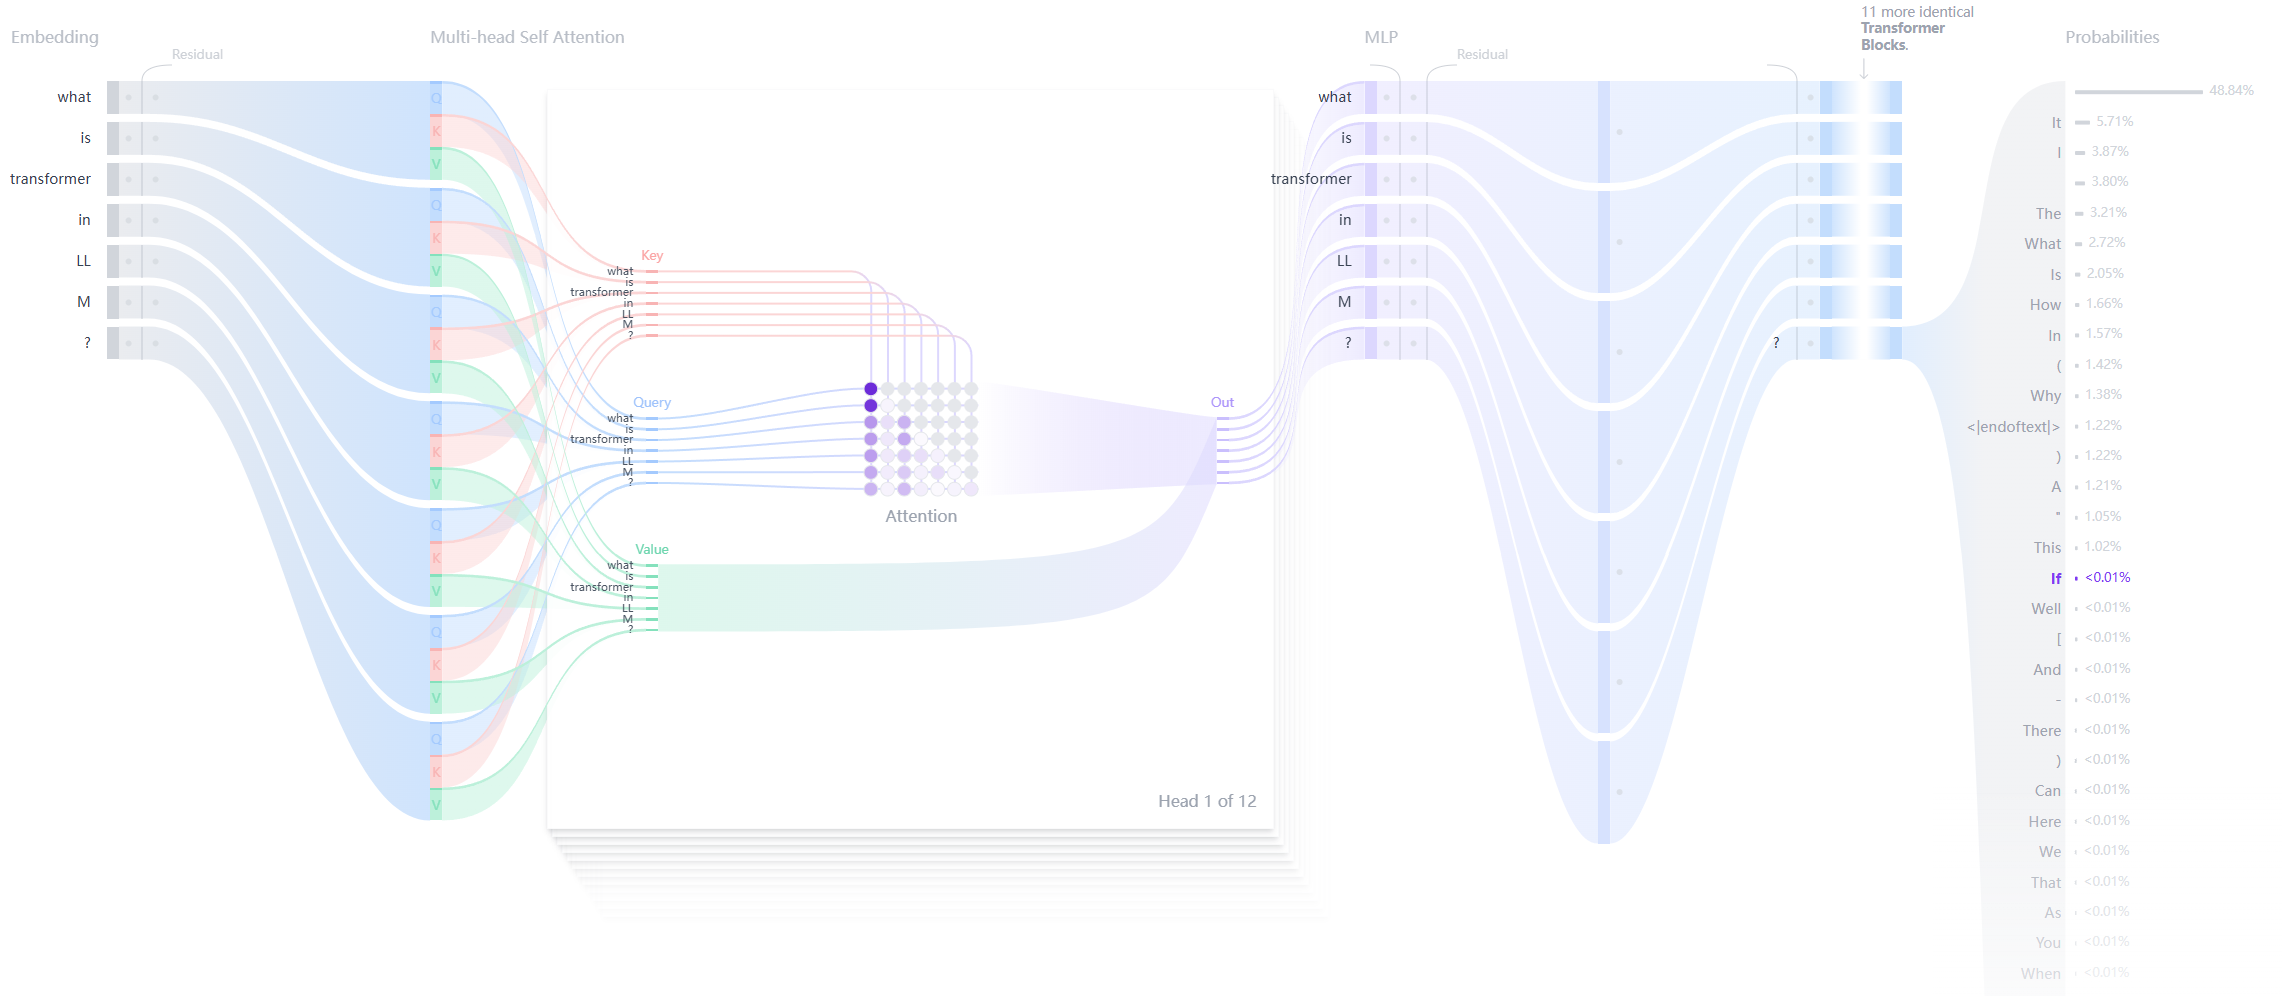 Embedding
Residual
what
is
transformer
in
LL
M
?
Multi-head Self Attention
Q
K
V
Q
K
V
Q
K
V
Q
K
V
Q
K
V
Q
K
V
Q
K
V
Key
what
is
transformer
in
LL
M
?
Query
what
is
transformer
in
LL
M
?
Attention
Value
what
is
transformer
in
LL
M
?
Out
Head 1 of 12
MLP
Residual
what
is
transformer
in
LL
M
?
?
11 more identical
Transformer
Blocks.
Probabilities
48.84%
It 5.71%
I 3.87%
3.80%
The 3.21%
What 2.72%
Is 2.05%
How 1.66%
In 1.57%
( 1.42%
Why 1.38%
<|endoftext|> 1.22%
) 1.22%
A 1.21%
" 1.05%
This 1.02%
If <0.01%
Well <0.01%
[ <0.01%
And <0.01%
- <0.01%
There <0.01%
) <0.01%
Can <0.01%
Here <0.01%
We <0.01%
That <0.01%
As <0.01%
You <0.01%
When <0.01%